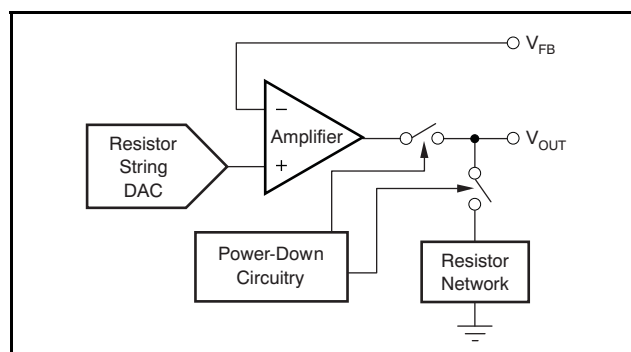 V_FB
−
Amplifier
+
V_OUT
Resistor
String
DAC
Power-Down
Circuitry
Resistor
Network